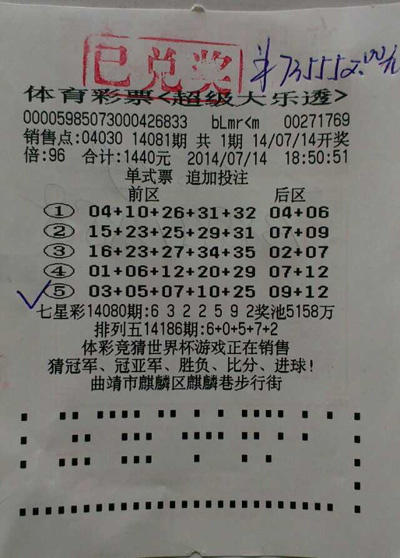 已兑奖
体育彩票<超级大乐透>
00005985073000426833 bLmr<m 00271769
销售点:04030 14081期 共 1期 14/07/14开奖
倍:96 合计:1440元 2014/07/14 18:50:51
单式票 追加投注
前区 后区
① 04+10+26+31+32 04+06
② 15+23+25+29+31 07+09
③ 16+23+27+34+35 02+07
④ 01+06+12+20+29 07+12
⑤ 03+05+07+10+25 09+12
七星彩14080期:6 3 2 2 5 9 2奖池5158万
排列五14186期:6+0+5+7+2
体彩竞猜世界杯游戏正在销售
猜冠军、冠亚军、胜负、比分、进球!
曲靖市麒麟区麒麟巷步行街